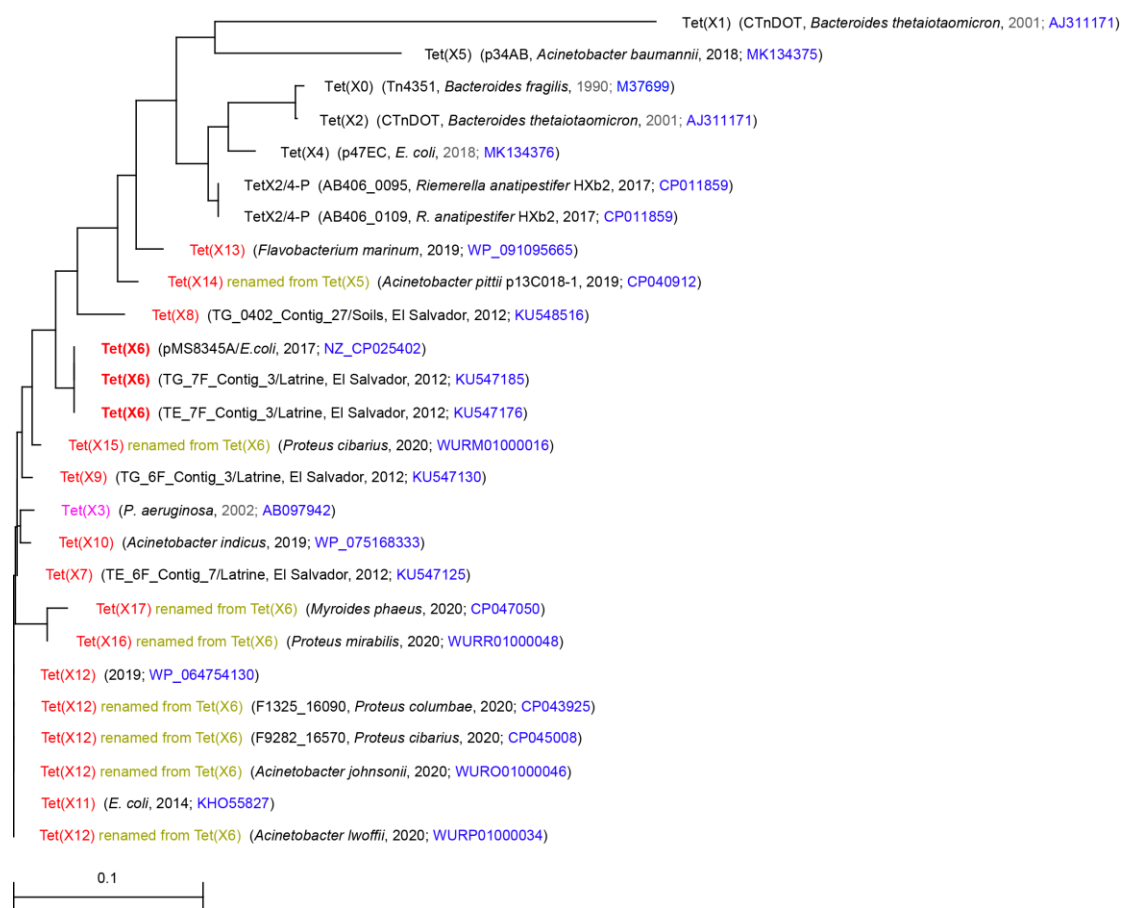 Tet(X1) (CTnDOT, Bacteroides thetaiotaomicron, 2001; AJ311171)
Tet(X5) (p34AB, Acinetobacter baumannii, 2018; MK134375)
Tet(X0) (Tn4351, Bacteroides fragilis, 1990; M37699)
Tet(X2) (CTnDOT, Bacteroides thetaiotaomicron, 2001; AJ311171)
Tet(X4) (p47EC, E. coli, 2018; MK134376)
TetX2/4-P (AB406_0095, Riemerella anatipestifer HXb2, 2017; CP011859)
TetX2/4-P (AB406_0109, R. anatipestifer HXb2, 2017; CP011859)
Tet(X13) (Flavobacterium marinum, 2019; WP_091095665)
Tet(X14) renamed from Tet(X5) (Acinetobacter pittii p13C018-1, 2019; CP040912)
Tet(X8) (TG_0402_Contig_27/Soils, El Salvador, 2012; KU548516)
Tet(X6) (pMS8345A/E.coli, 2017; NZ_CP025402)
Tet(X6) (TG_7F_Contig_3/Latrine, El Salvador, 2012; KU547185)
Tet(X6) (TE_7F_Contig_3/Latrine, El Salvador, 2012; KU547176)
Tet(X15) renamed from Tet(X6) (Proteus cibarius, 2020; WURM01000016)
Tet(X9) (TG_6F_Contig_3/Latrine, El Salvador, 2012; KU547130)
Tet(X3) (P. aeruginosa, 2002; AB097942)
Tet(X10) (Acinetobacter indicus, 2019; WP_075168333)
Tet(X7) (TE_6F_Contig_7/Latrine, El Salvador, 2012; KU547125)
Tet(X17) renamed from Tet(X6) (Myroides phaeus, 2020; CP047050)
Tet(X16) renamed from Tet(X6) (Proteus mirabilis, 2020; WURR01000048)
Tet(X12) (2019; WP_064754130)
Tet(X12) renamed from Tet(X6) (F1325_16090, Proteus columbae, 2020; CP043925)
Tet(X12) renamed from Tet(X6) (F9282_16570, Proteus cibarius, 2020; CP045008)
Tet(X12) renamed from Tet(X6) (Acinetobacter johnsonii, 2020; WURO01000046)
Tet(X11) (E. coli, 2014; KHO55827)
Tet(X12) renamed from Tet(X6) (Acinetobacter lwoffii, 2020; WURP01000034)
0.1